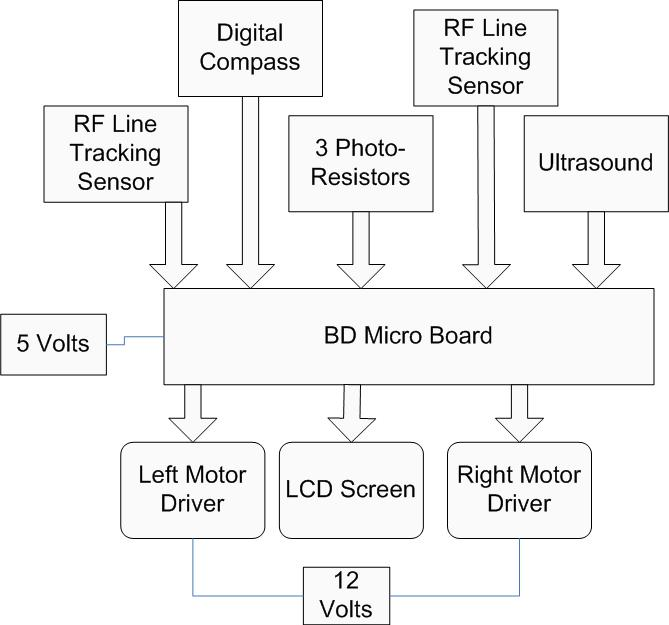 Digital
Compass
RF Line
Tracking
Sensor
RF Line
Tracking
Sensor
3 Photo-
Resistors
Ultrasound
5 Volts
BD Micro Board
Left Motor
Driver
LCD Screen
Right Motor
Driver
12
Volts